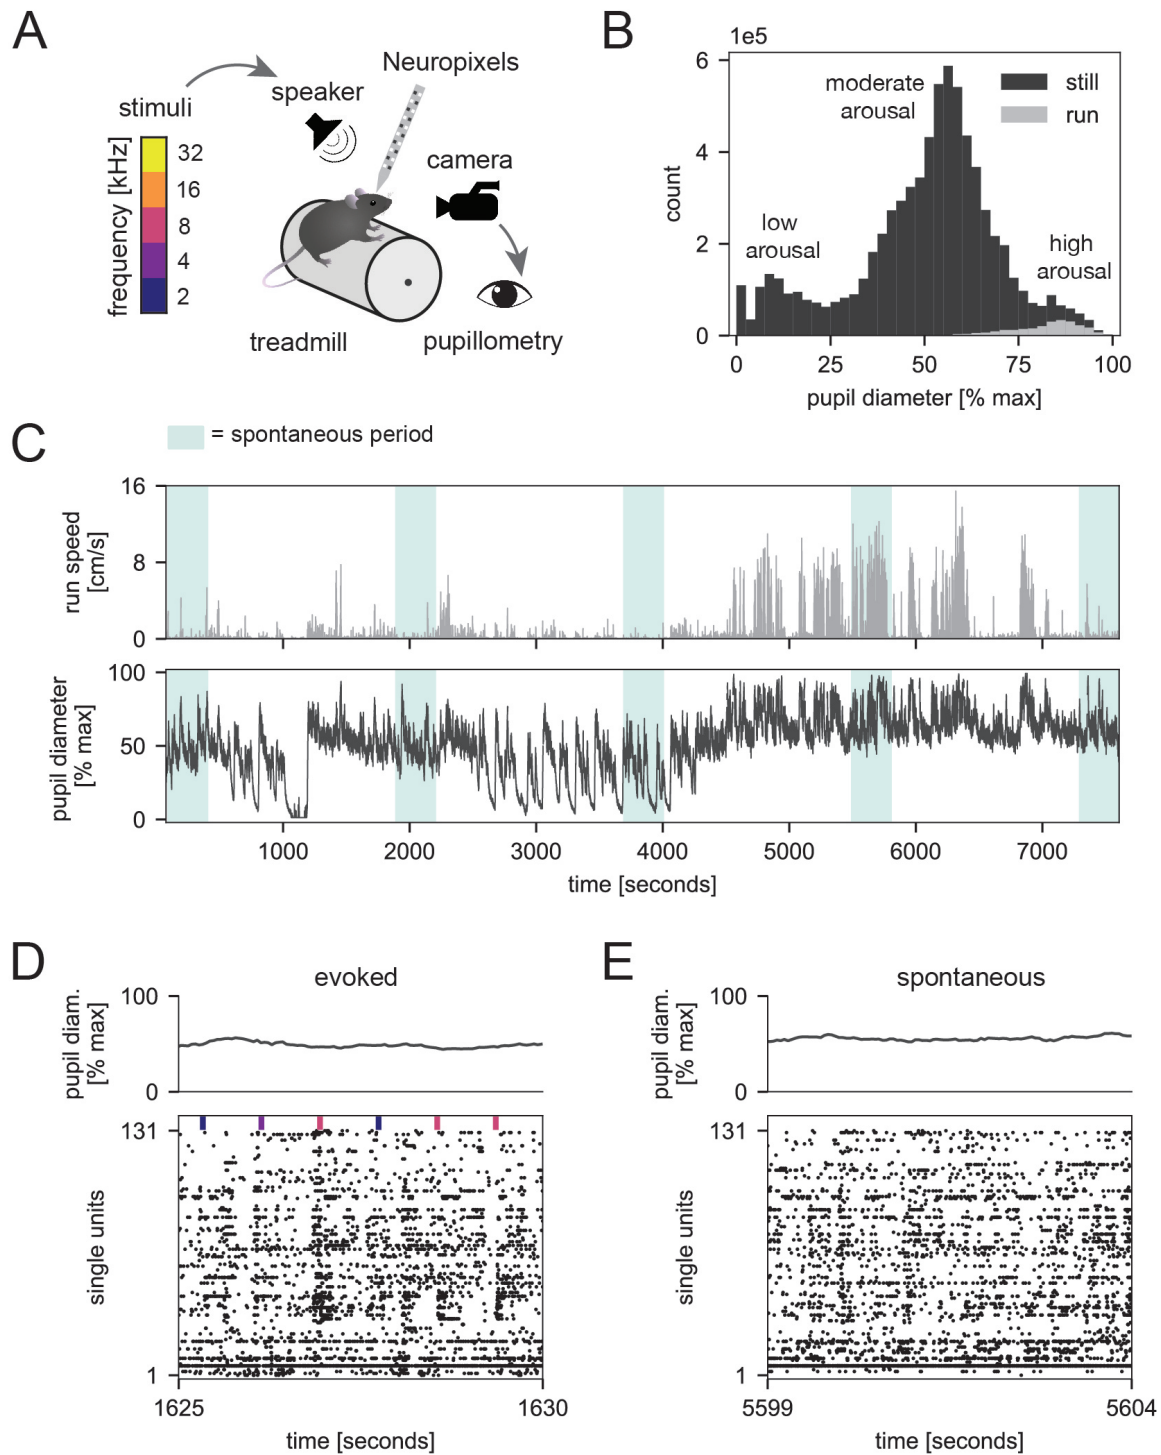 A
stimuli
speaker
Neuropixels
camera
frequency [kHz]
32
16
8
4
2
treadmill
pupillometry
B
1e5
6
4
2
0
count
moderate
arousal
low
arousal
high
arousal
still
run
0
25
50
75
100
pupil diameter [% max]
C
= spontaneous period
16
8
0
run speed
[cm/s]
100
50
0
pupil diameter
[% max]
1000
2000
3000
4000
5000
6000
7000
time [seconds]
D
evoked
100
0
pupil diam.
[% max]
131
1
single units
1625
1630
time [seconds]
E
spontaneous
100
0
pupil diam.
[% max]
131
1
single units
5599
5604
time [seconds]